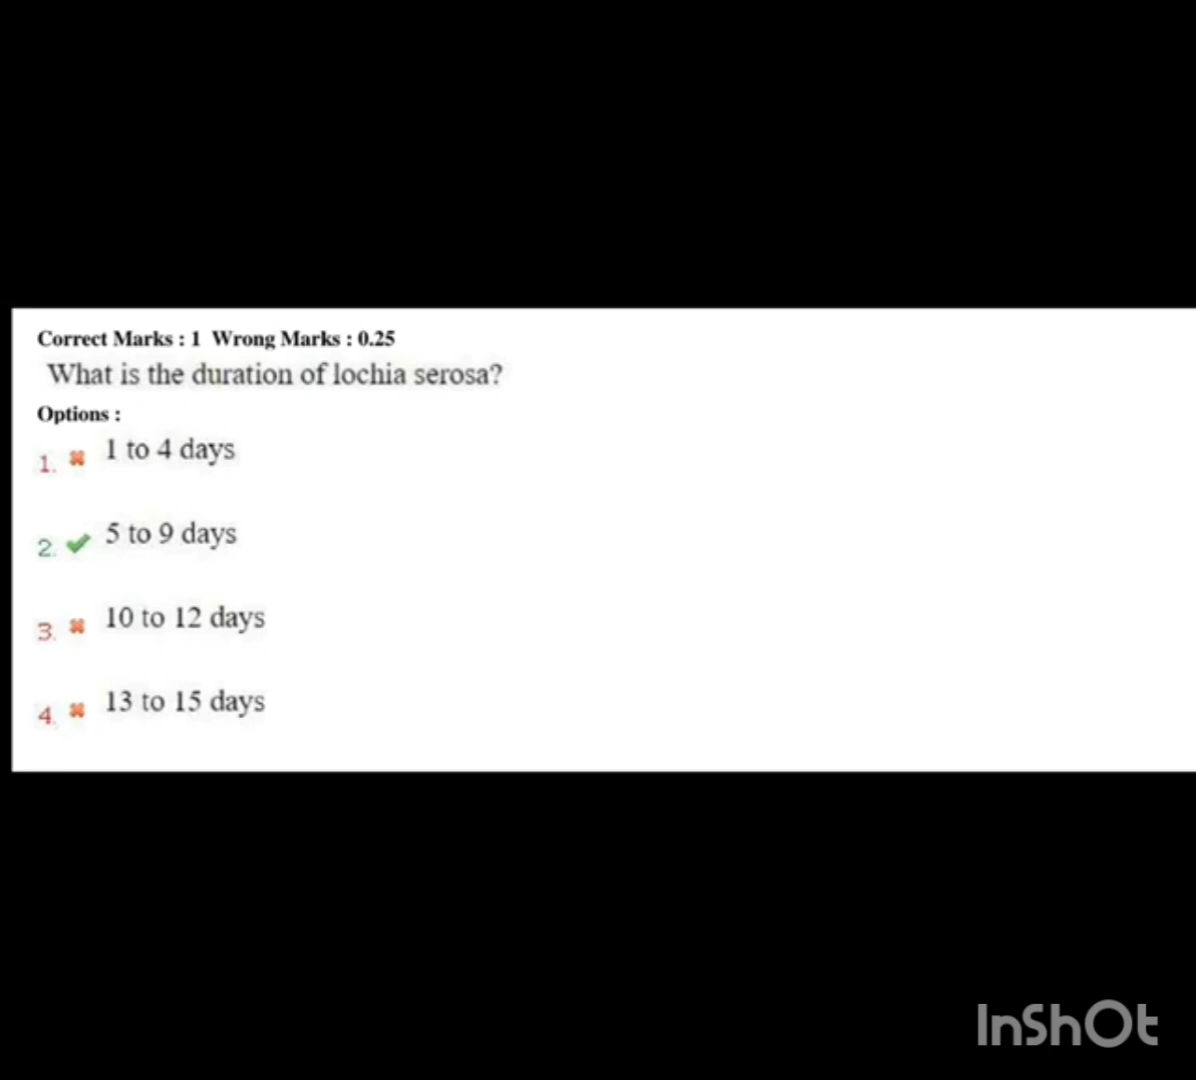 Correct Marks : 1 Wrong Marks : 0.25
What is the duration of lochia serosa?
Options :
1. 1 to 4 days
2. 5 to 9 days
3. 10 to 12 days
4. 13 to 15 days
InShOt